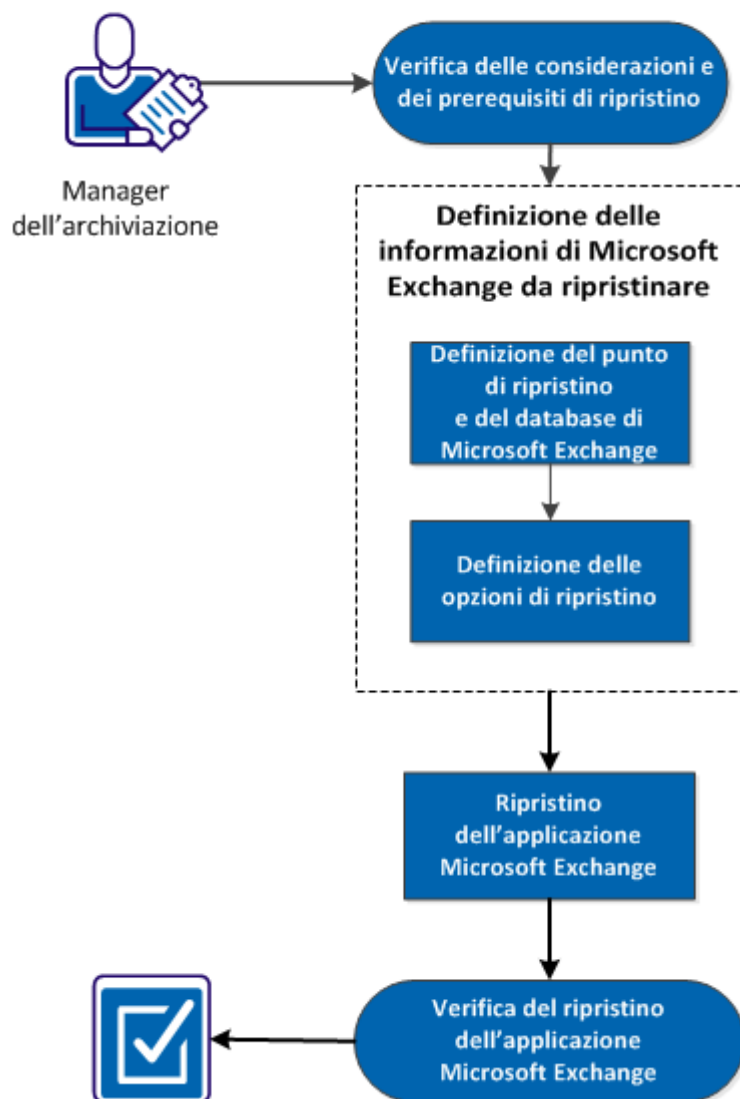 Verifica delle considerazioni e
dei prerequisiti di ripristino
Manager
dell'archiviazione
Definizione delle
informazioni di Microsoft
Exchange da ripristinare
Definizione del punto
di ripristino
e del database di
Microsoft Exchange
Definizione delle
opzioni di ripristino
Ripristino
dell'applicazione
Microsoft Exchange
Verifica del ripristino
dell'applicazione
Microsoft Exchange